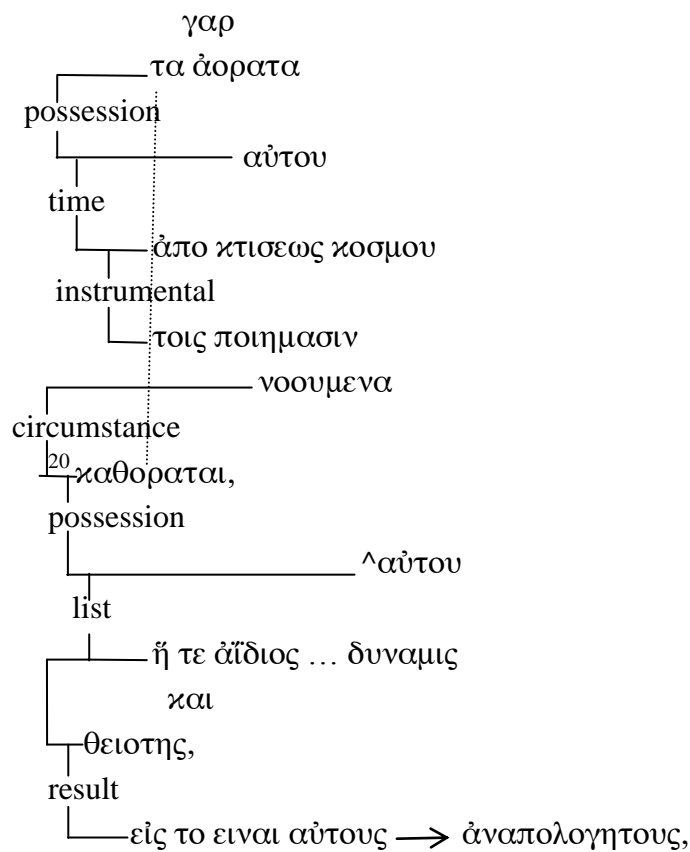 γαρ
τα ἀορατα
possession
αὐτου
time
ἀπο κτισεως κοσμου
instrumental
τοις ποιημασιν
νοουμενα
circumstance
20 καθοραται,
possession
^αὐτου
list
ἥ τε ἀΐδιος … δυναμις
και
θειοτης,
result
εἰς το ειναι αὐτους → ἀναπολογητους,